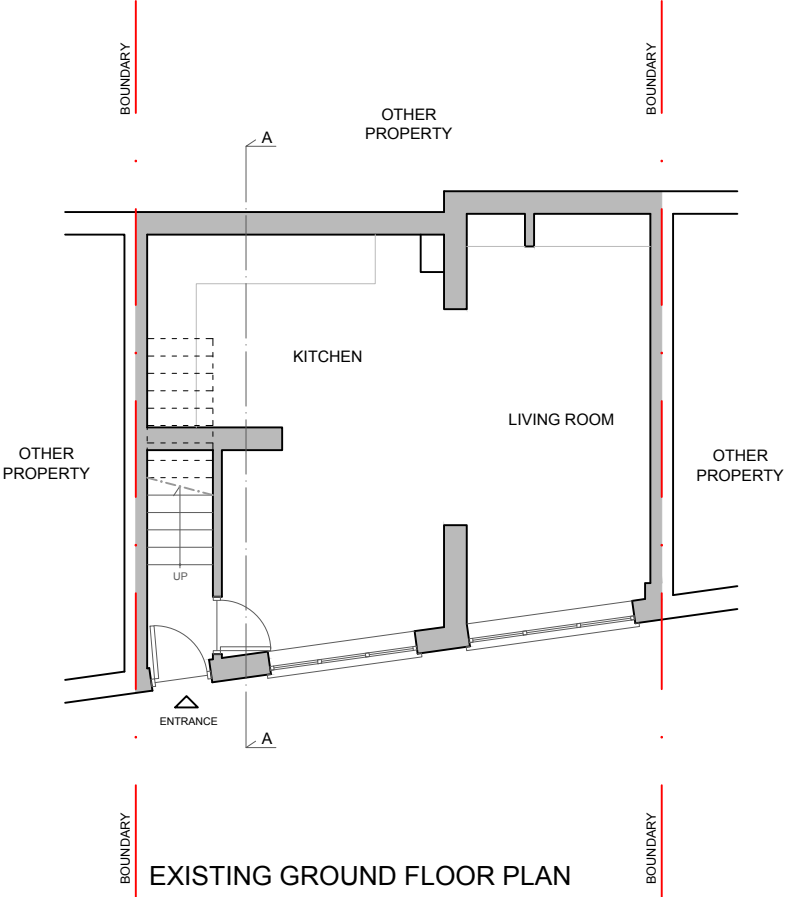 BOUNDARY
BOUNDARY
OTHER
PROPERTY
A
KITCHEN
LIVING ROOM
OTHER
PROPERTY
OTHER
PROPERTY
UP
ENTRANCE
A
BOUNDARY
BOUNDARY
EXISTING GROUND FLOOR PLAN